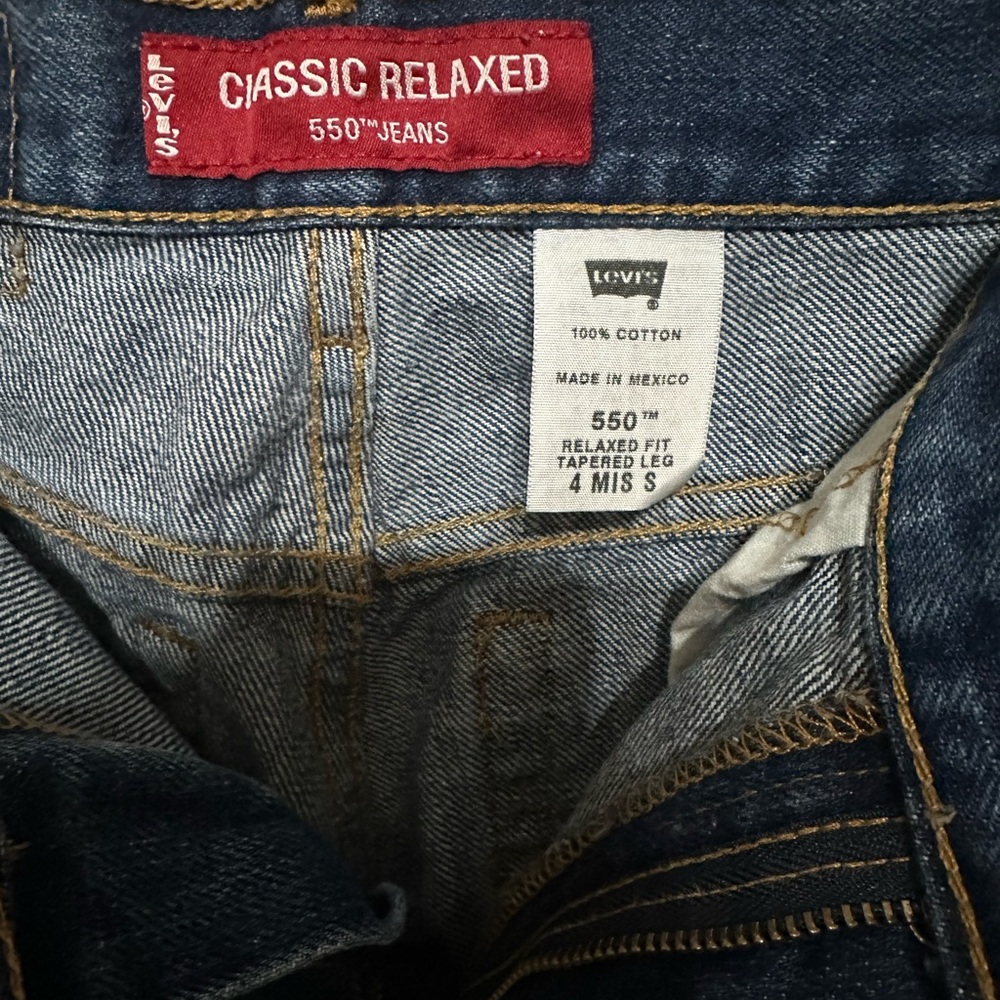 LEVI'S ®
CLASSIC RELAXED
550™ JEANS
LEVI'S ®
100% COTTON
MADE IN MEXICO
550™
RELAXED FIT
TAPERED LEG
4 MIS S